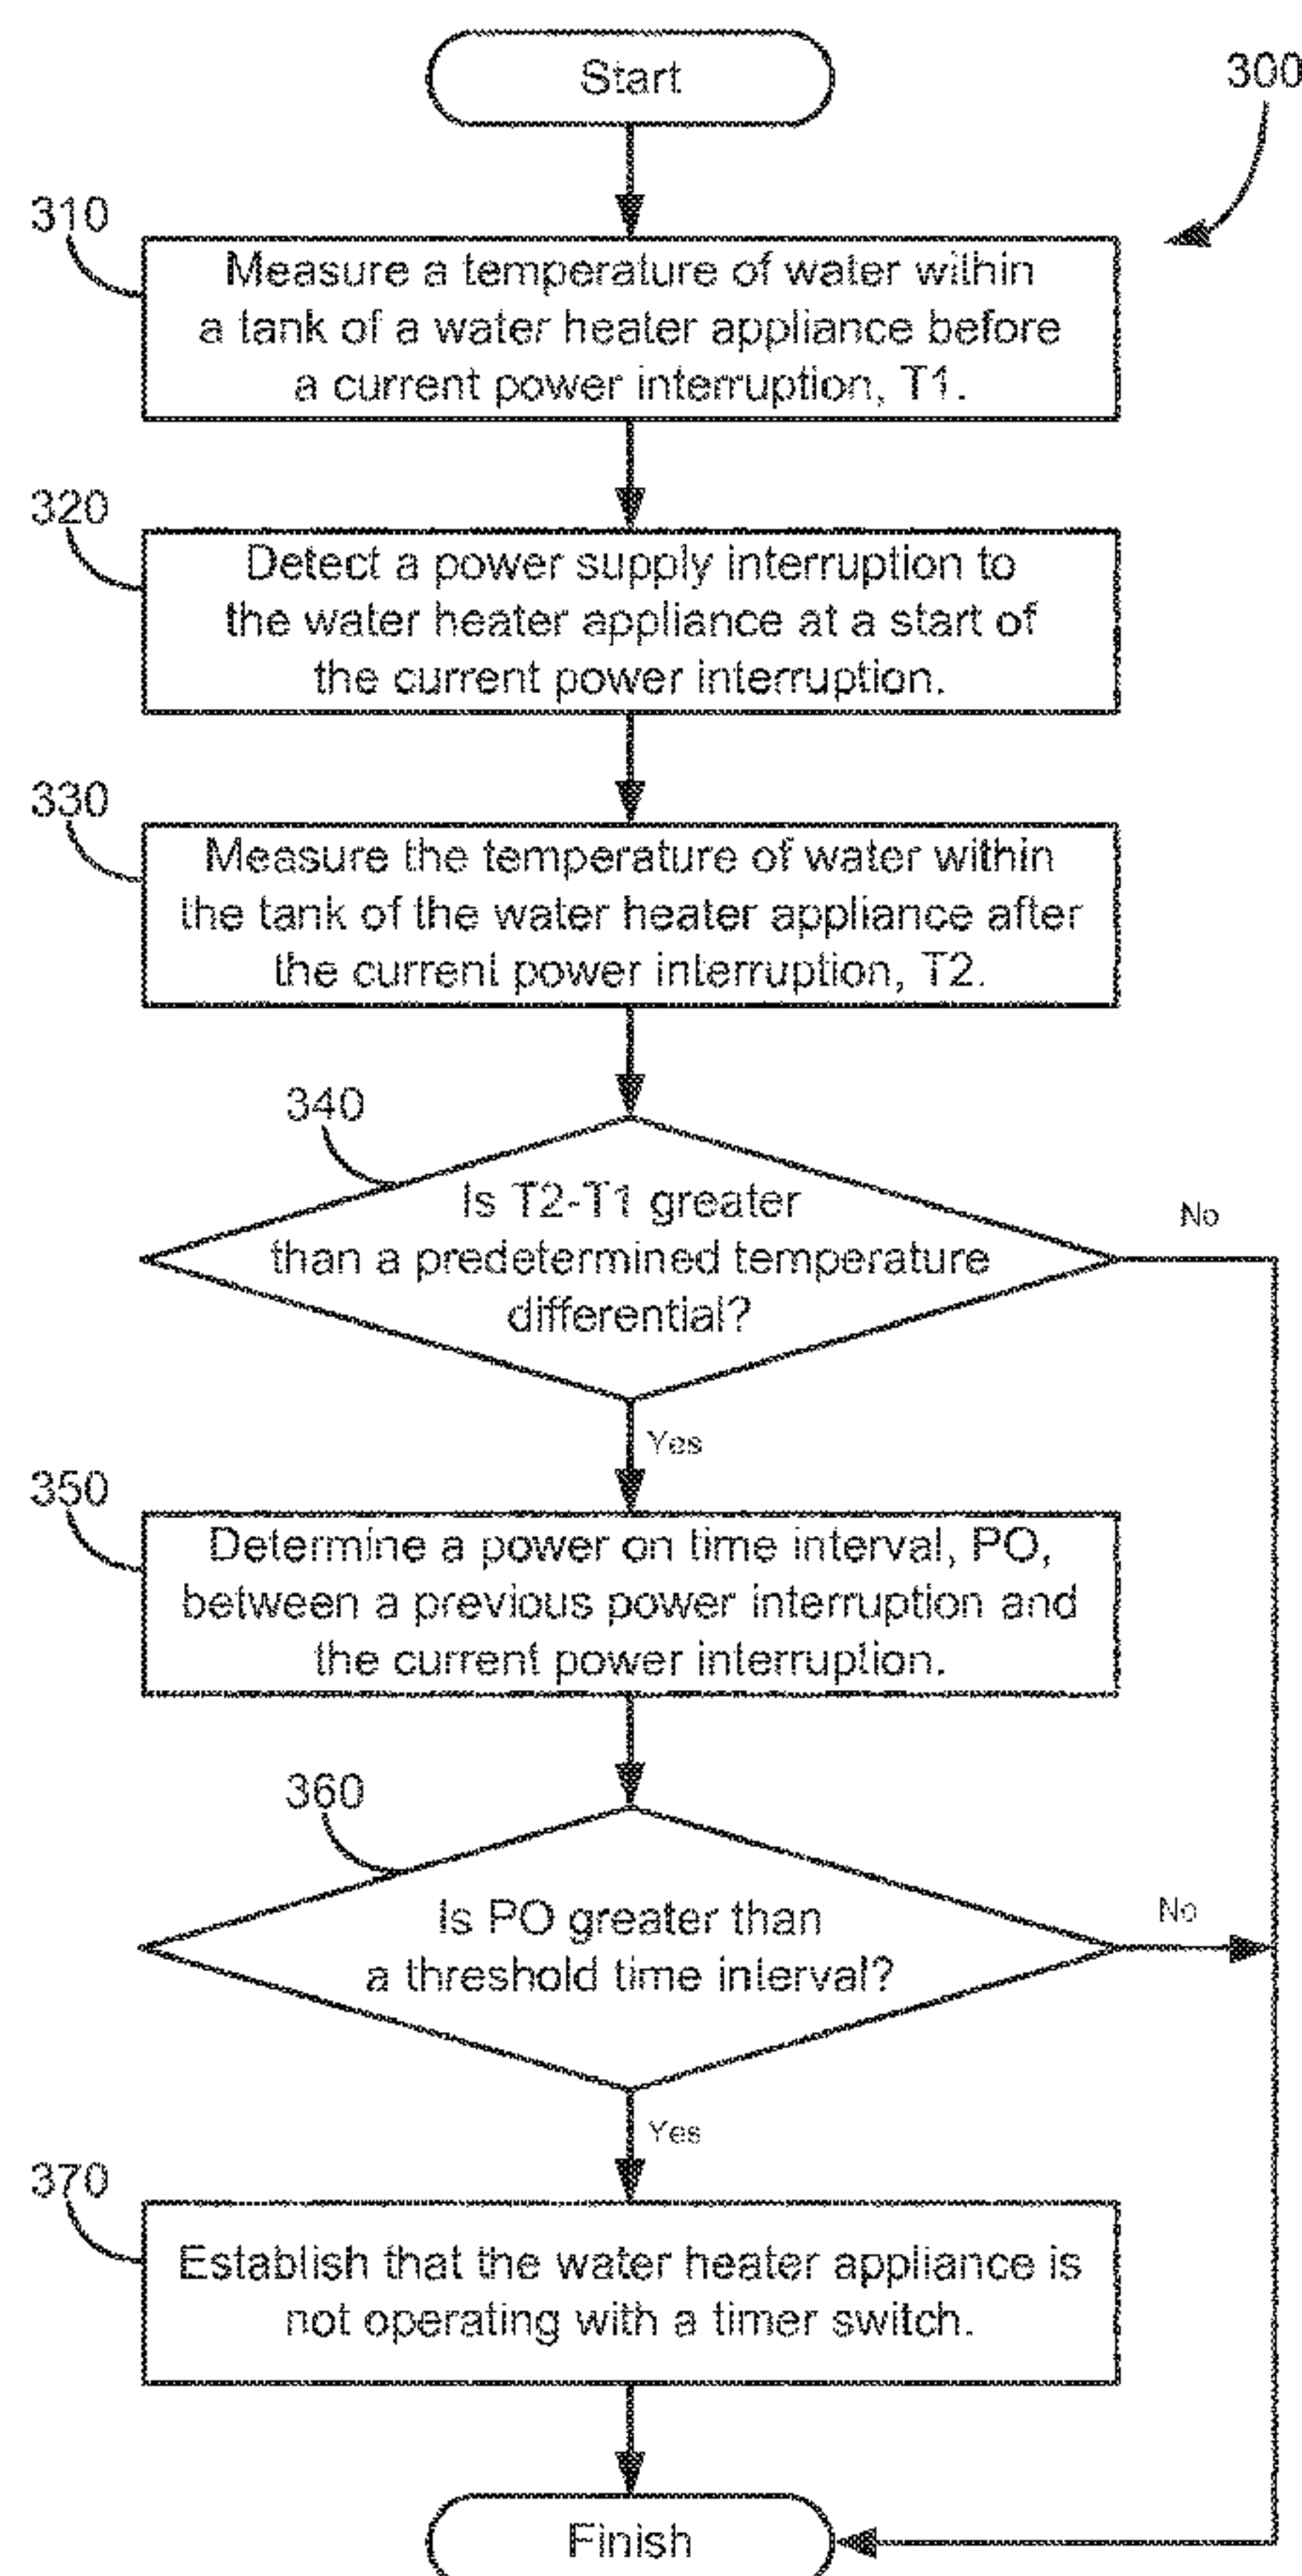 Start
300
310
Measure a temperature of water within
a tank of a water heater appliance before
a current power interruption, T1.
320
Detect a power supply interruption to
the water heater appliance at a start of
the current power interruption.
330
Measure the temperature of water within
the tank of the water heater appliance after
the current power interruption, T2.
340
Is T2-T1 greater
than a predetermined temperature
differential?
No
Yes
350
Determine a power on time interval, PO,
between a previous power interruption and
the current power interruption.
360
Is PO greater than
a threshold time interval?
No
Yes
370
Establish that the water heater appliance is
not operating with a timer switch.
Finish